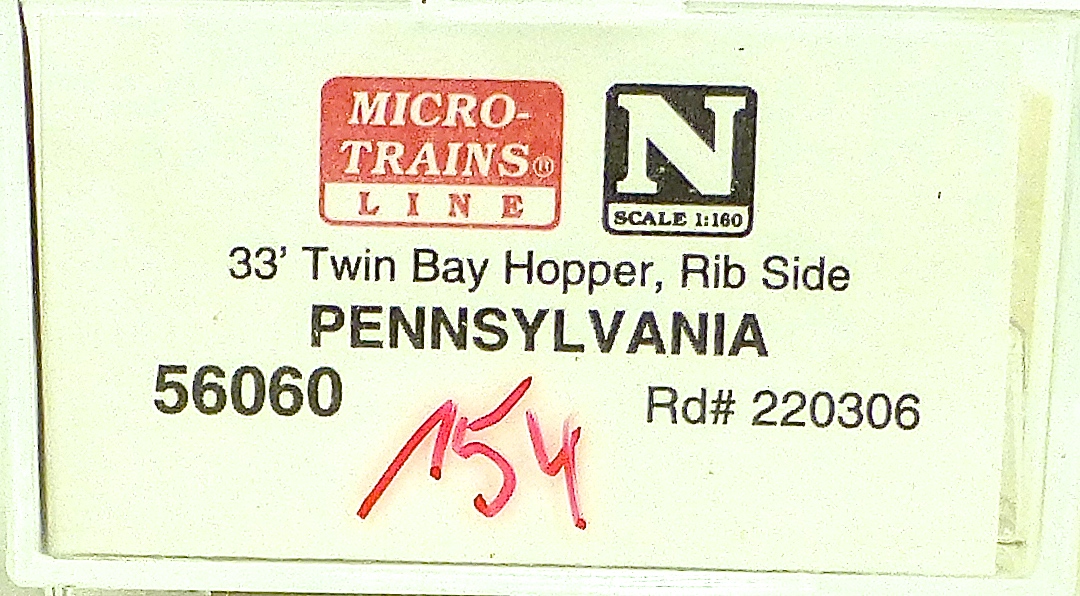 MICRO-
TRAINS®
LINE
N
SCALE 1:160
33' Twin Bay Hopper, Rib Side
PENNSYLVANIA
56060
Rd# 220306
154